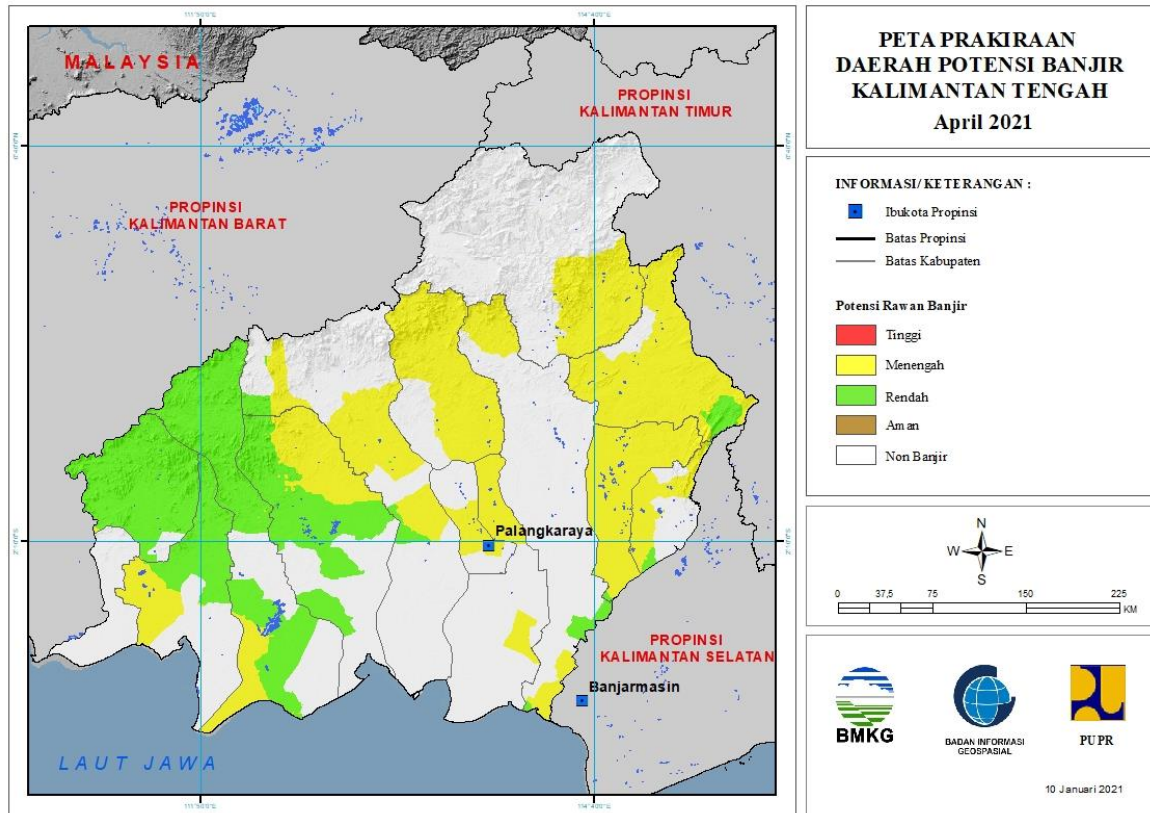 PETA PRAKIRAAN
DAERAH POTENSI BANJIR
KALIMANTAN TENGAH
April 2021
MALAYSIA
PROPINSI
KALIMANTAN TIMUR
PROPINSI
KALIMANTAN BARAT
Palangkaraya
PROPINSI
KALIMANTAN SELATAN
Banjarmasin
LAUT JAWA
INFORMASI/KETERANGAN :
Ibukota Propinsi
Batas Propinsi
Batas Kabupaten
Potensi Rawan Banjir
Tinggi
Menengah
Rendah
Aman
Non Banjir
N
W E
S
0 37,5 75 150 225
KM
BMKG
BADAN INFORMASI
GEOSPASIAL
PUPR
10 Januari 2021